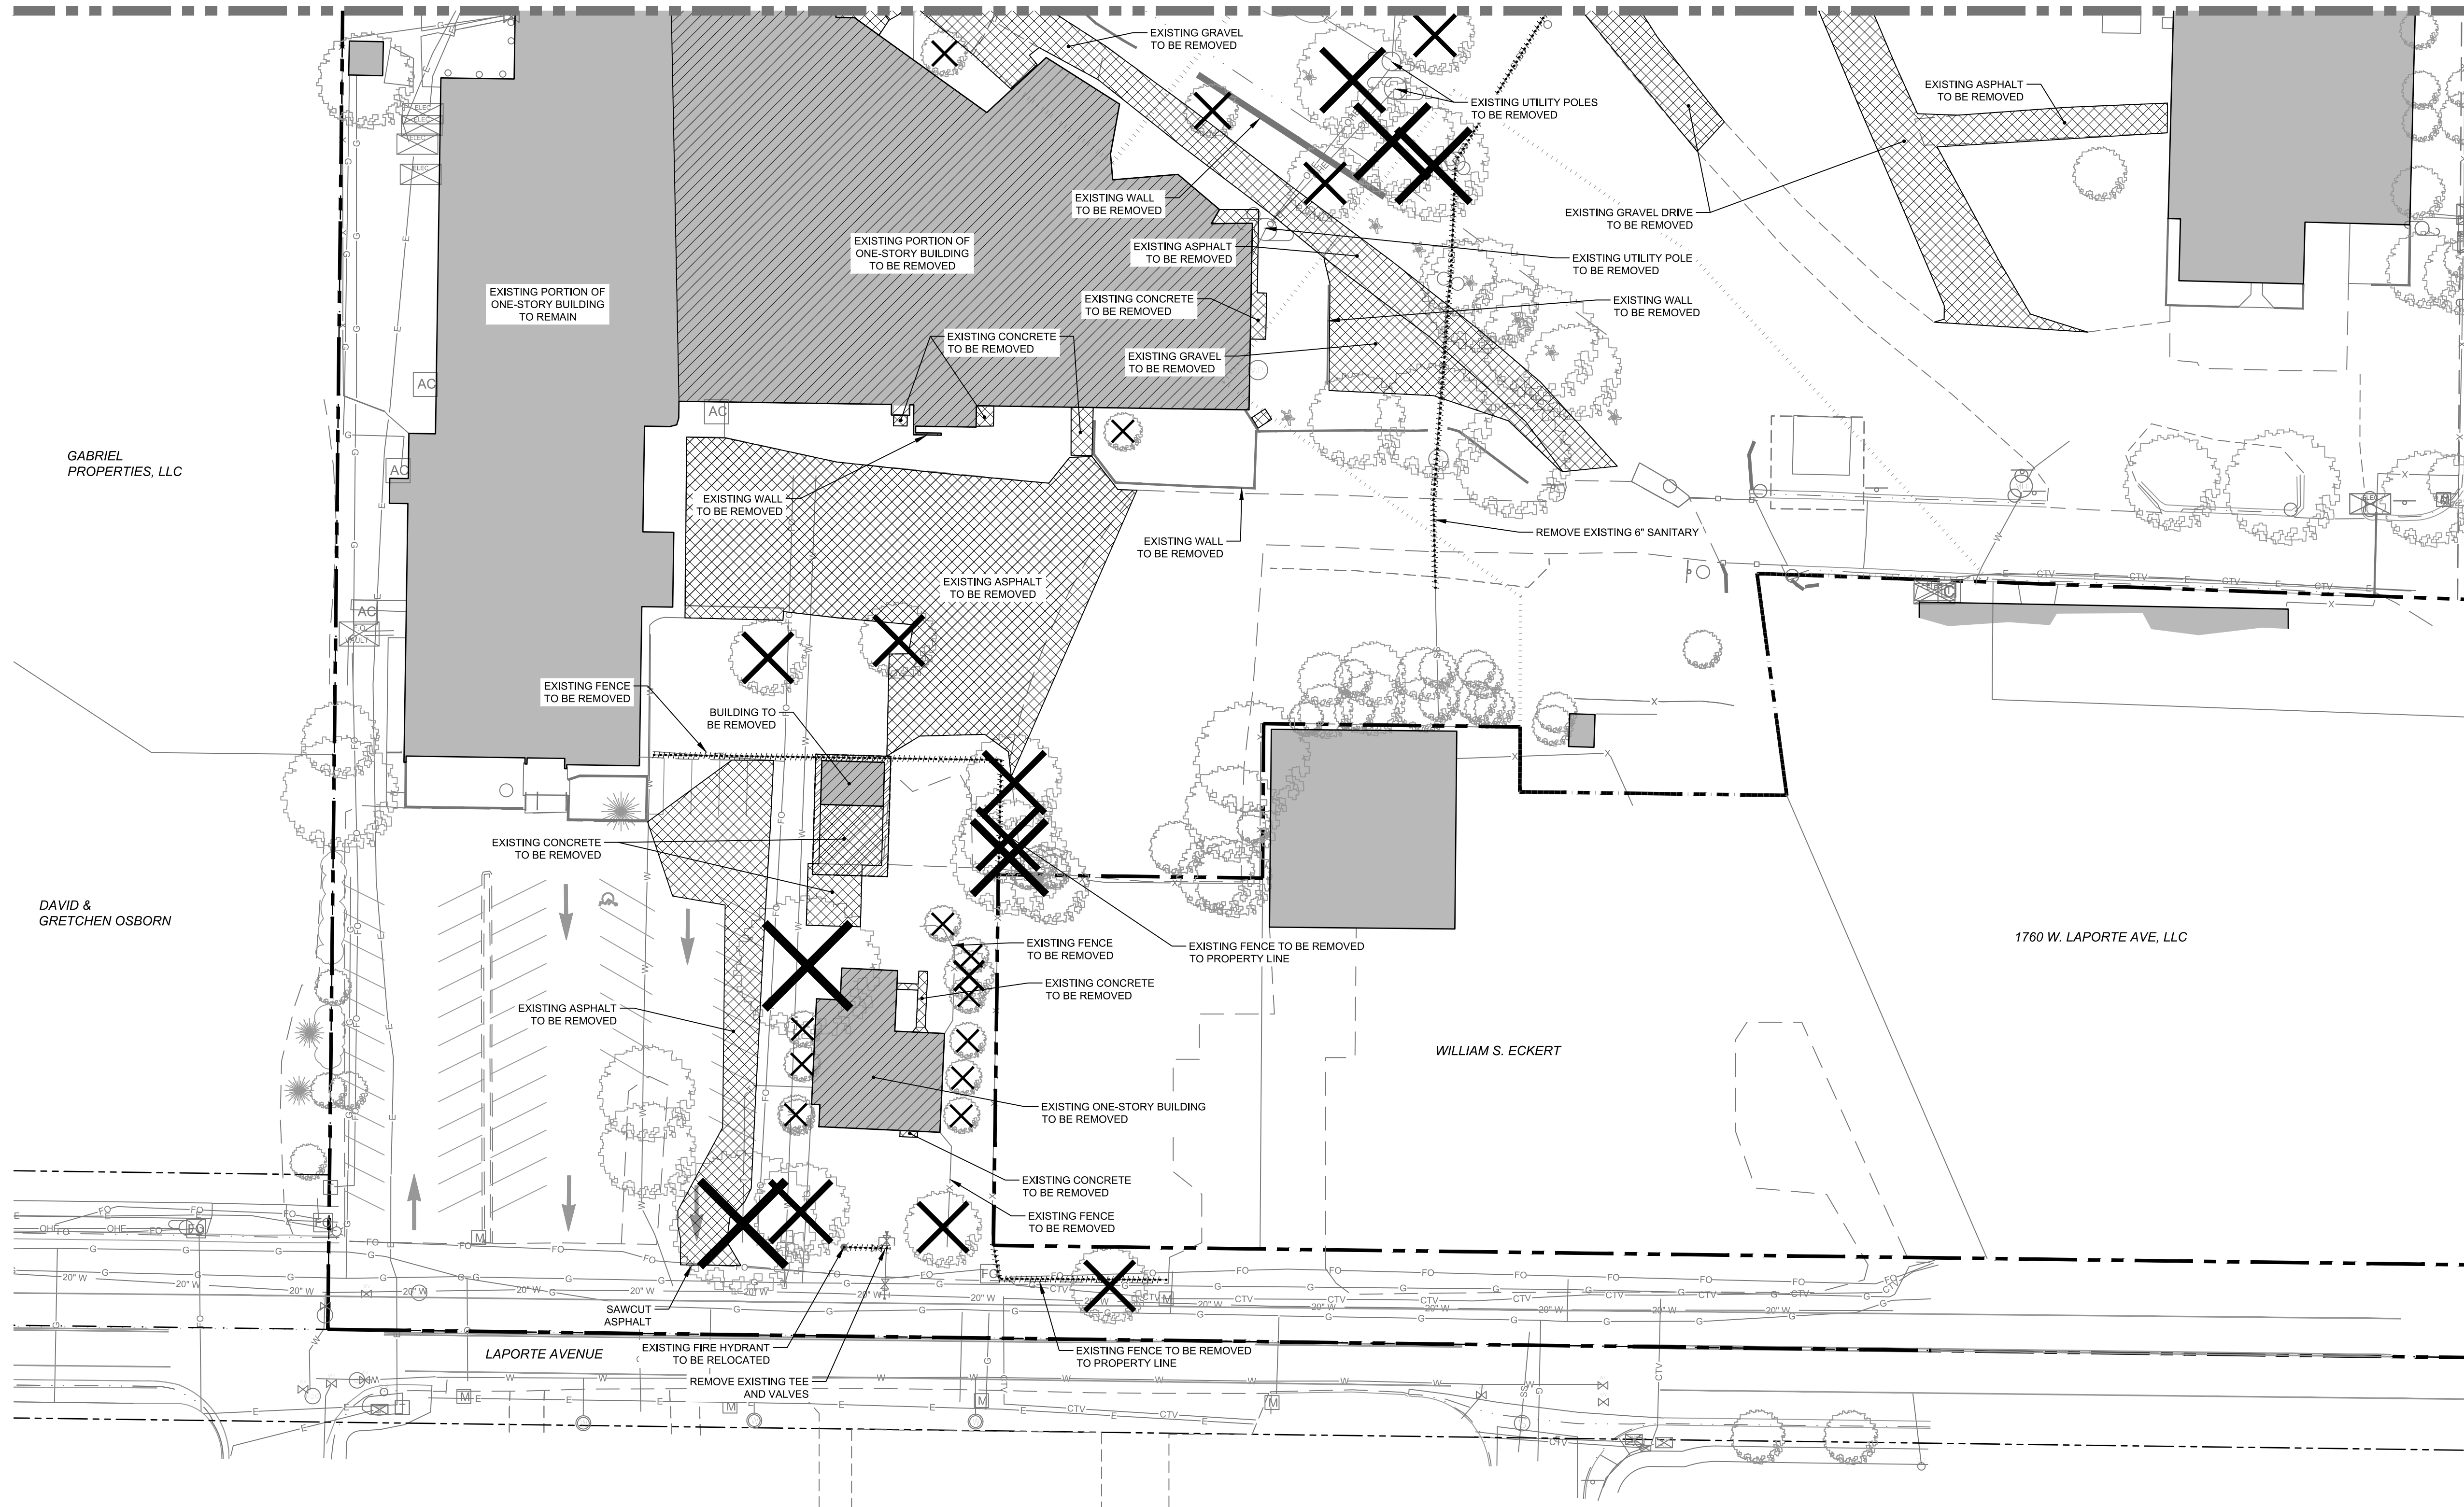 EXISTING GRAVEL
TO BE REMOVED
EXISTING UTILITY POLES
TO BE REMOVED
EXISTING ASPHALT
TO BE REMOVED
EXISTING WALL
TO BE REMOVED
EXISTING GRAVEL DRIVE
TO BE REMOVED
EXISTING PORTION OF
ONE-STORY BUILDING
TO BE REMOVED
EXISTING ASPHALT
TO BE REMOVED
EXISTING UTILITY POLE
TO BE REMOVED
EXISTING PORTION OF
ONE-STORY BUILDING
TO REMAIN
EXISTING CONCRETE
TO BE REMOVED
EXISTING WALL
TO BE REMOVED
EXISTING CONCRETE
TO BE REMOVED
EXISTING GRAVEL
TO BE REMOVED
AC
AC
GABRIEL
PROPERTIES, LLC
AC
EXISTING WALL
TO BE REMOVED
EXISTING WALL
TO BE REMOVED
REMOVE EXISTING 6" SANITARY
EXISTING ASPHALT
TO BE REMOVED
AC
VAULT
EXISTING FENCE
TO BE REMOVED
BUILDING TO
BE REMOVED
EXISTING CONCRETE
TO BE REMOVED
DAVID &
GRETCHEN OSBORN
EXISTING FENCE
TO BE REMOVED
EXISTING FENCE TO BE REMOVED
TO PROPERTY LINE
1760 W. LAPORTE AVE, LLC
EXISTING CONCRETE
TO BE REMOVED
EXISTING ASPHALT
TO BE REMOVED
WILLIAM S. ECKERT
EXISTING ONE-STORY BUILDING
TO BE REMOVED
EXISTING CONCRETE
TO BE REMOVED
EXISTING FENCE
TO BE REMOVED
SAWCUT
ASPHALT
EXISTING FIRE HYDRANT
TO BE RELOCATED
EXISTING FENCE TO BE REMOVED
TO PROPERTY LINE
LAPORTE AVENUE
REMOVE EXISTING TEE
AND VALVES